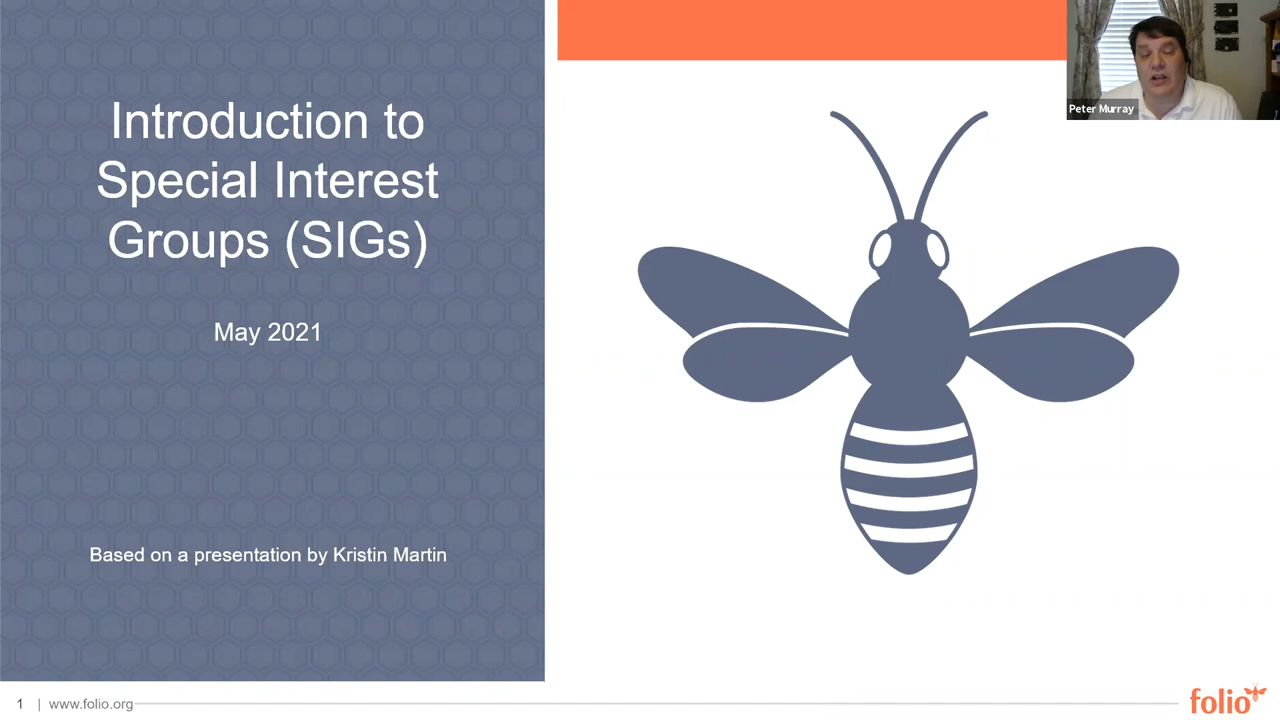 Introduction to
Special Interest
Groups (SIGs)
May 2021
Based on a presentation by Kristin Martin
Peter Murray
1 | www.folio.org
folio